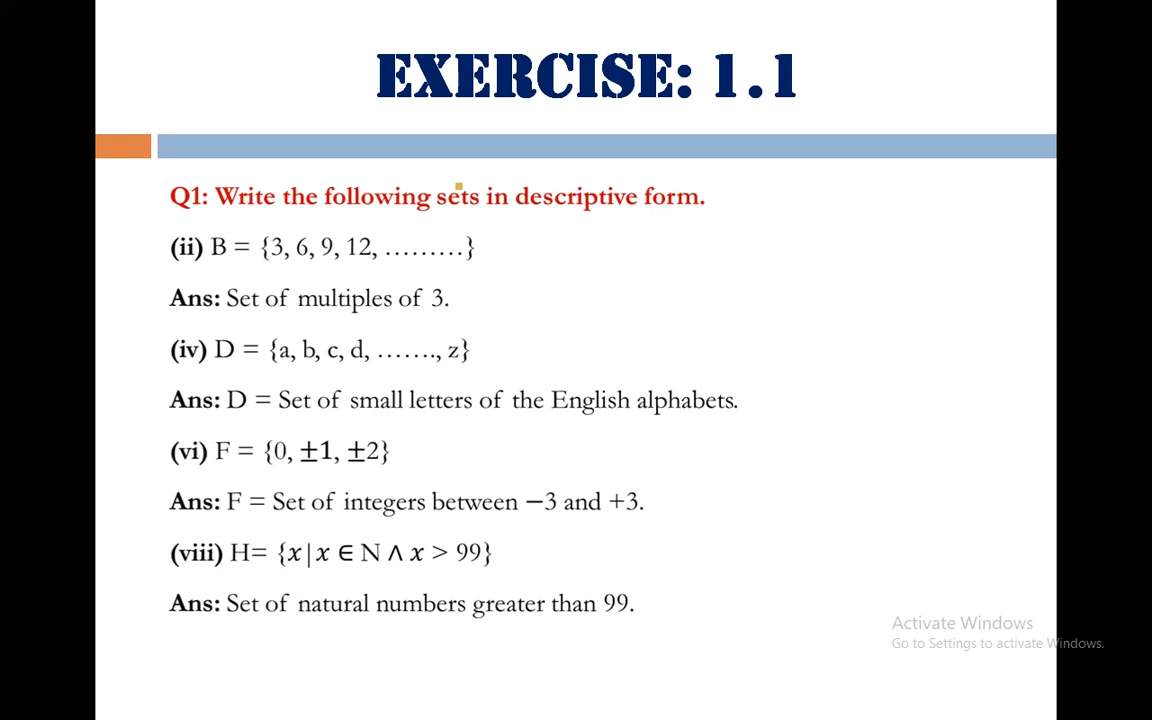 EXERCISE: 1.1
Q1: Write the following sets in descriptive form.
(ii) B = {3, 6, 9, 12, ………}
Ans: Set of multiples of 3.
(iv) D = {a, b, c, d, ……., z}
Ans: D = Set of small letters of the English alphabets.
(vi) F = {0, ±1, ±2}
Ans: F = Set of integers between −3 and +3.
(viii) H= {𝑥|𝑥 ∈ N ∧ 𝑥 > 99}
Ans: Set of natural numbers greater than 99.
Activate Windows
Go to Settings to activate Windows.